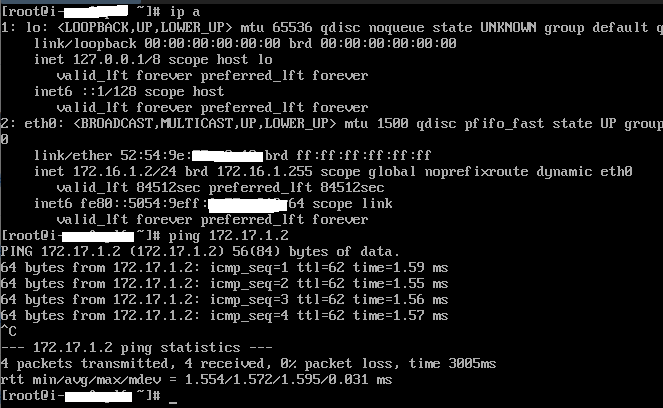 [root@i- ~]# ip a
1: lo: <LOOPBACK,UP,LOWER_UP> mtu 65536 qdisc noqueue state UNKNOWN group default q
link/loopback 00:00:00:00:00:00 brd 00:00:00:00:00:00
inet 127.0.0.1/8 scope host lo
valid_lft forever preferred_lft forever
inet6 ::1/128 scope host
valid_lft forever preferred_lft forever
2: eth0: <BROADCAST,MULTICAST,UP,LOWER_UP> mtu 1500 qdisc pfifo_fast state UP group
0
link/ether 52:54:9e: brd ff:ff:ff:ff:ff:ff
inet 172.16.1.2/24 brd 172.16.1.255 scope global noprefixroute dynamic eth0
valid_lft 84512sec preferred_lft 84512sec
inet6 fe80::5054:9eff: 64 scope link
valid_lft forever preferred_lft forever
[root@i- ~]# ping 172.17.1.2
PING 172.17.1.2 (172.17.1.2) 56(84) bytes of data.
64 bytes from 172.17.1.2: icmp_seq=1 ttl=62 time=1.59 ms
64 bytes from 172.17.1.2: icmp_seq=2 ttl=62 time=1.55 ms
64 bytes from 172.17.1.2: icmp_seq=3 ttl=62 time=1.56 ms
64 bytes from 172.17.1.2: icmp_seq=4 ttl=62 time=1.57 ms
^C
--- 172.17.1.2 ping statistics ---
4 packets transmitted, 4 received, 0% packet loss, time 3005ms
rtt min/avg/max/mdev = 1.554/1.572/1.595/0.031 ms
[root@i- ~]# _